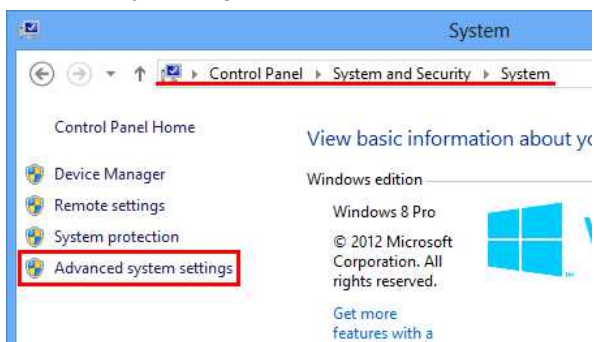 System
Control Panel System and Security System
Control Panel Home
View basic information about
Device Manager
Windows edition
Remote settings
Windows 8 Pro
System protection
© 2012 Microsoft
Corporation. All
rights reserved.
Advanced system settings
Get more
features with a